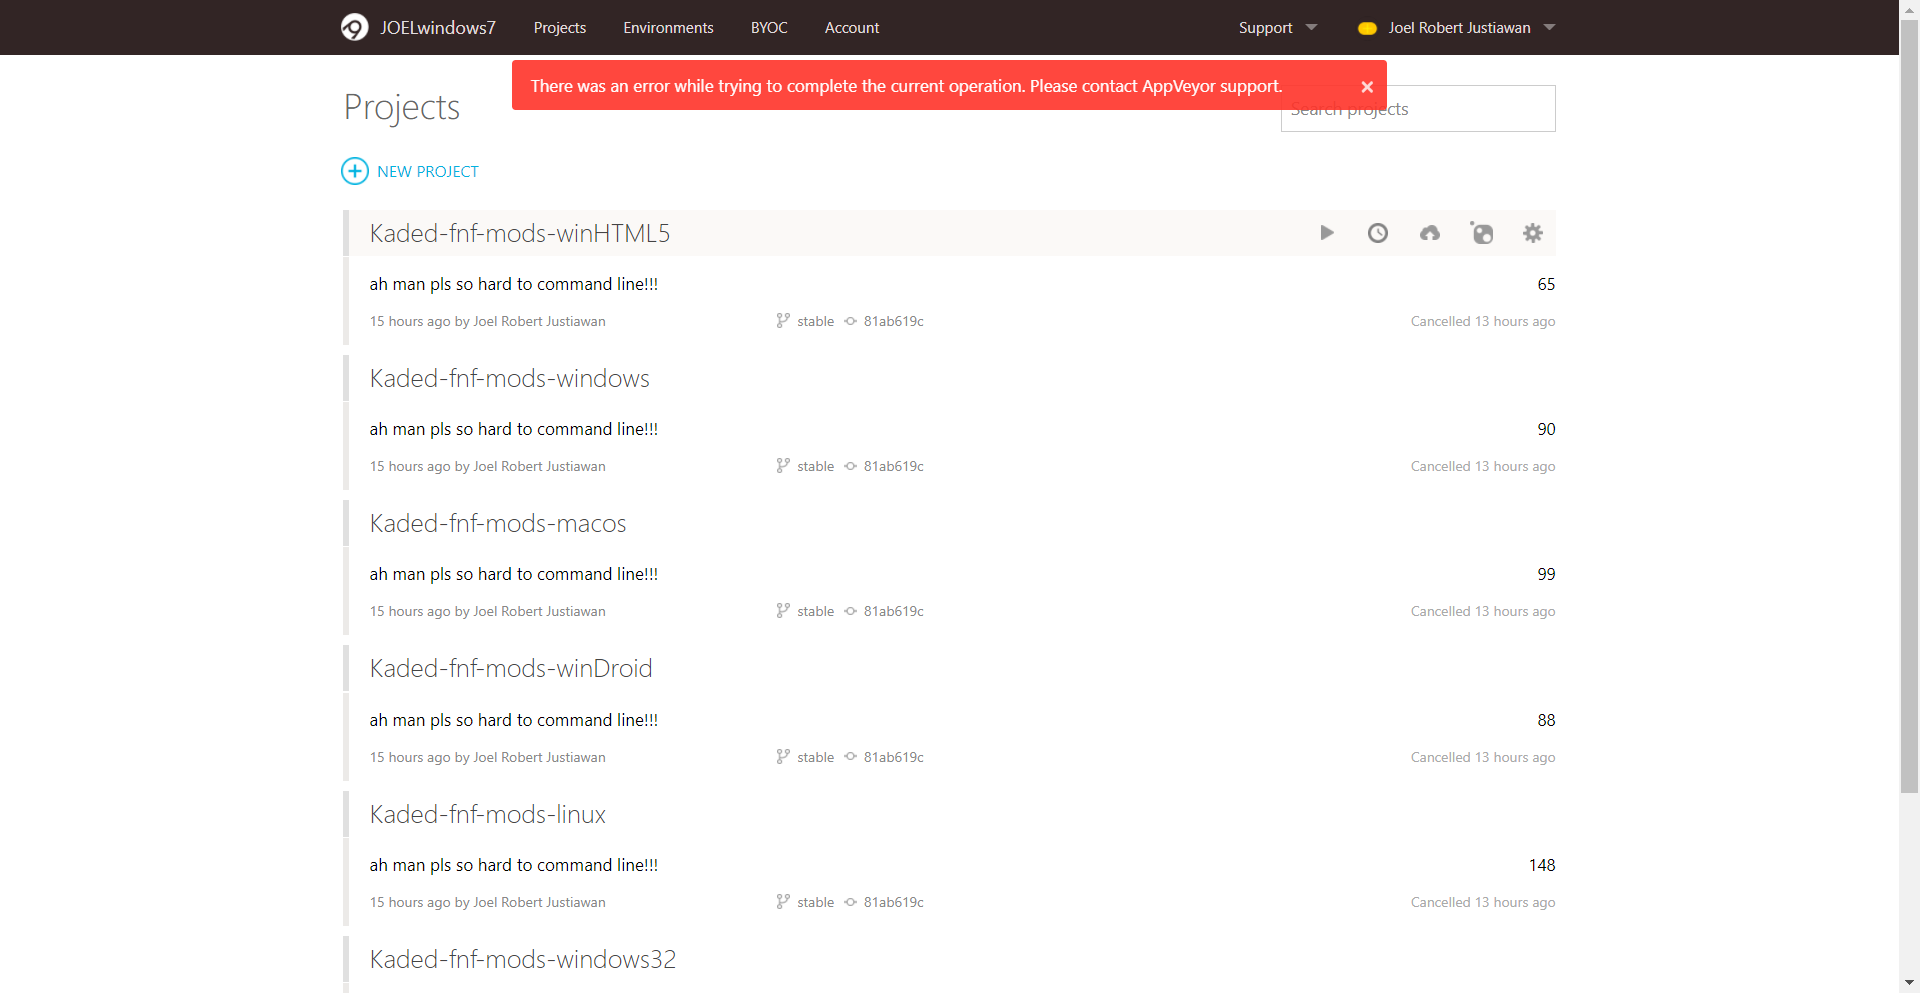 JOELwindows7 Projects Environments BYOC Account Support Joel Robert Justiawan
There was an error while trying to complete the current operation. Please contact AppVeyor support. ×
Projects
Search projects
NEW PROJECT
Kaded-fnf-mods-winHTML5
ah man pls so hard to command line!!! 65
15 hours ago by Joel Robert Justiawan stable 81ab619c Cancelled 13 hours ago
Kaded-fnf-mods-windows
ah man pls so hard to command line!!! 90
15 hours ago by Joel Robert Justiawan stable 81ab619c Cancelled 13 hours ago
Kaded-fnf-mods-macos
ah man pls so hard to command line!!! 99
15 hours ago by Joel Robert Justiawan stable 81ab619c Cancelled 13 hours ago
Kaded-fnf-mods-winDroid
ah man pls so hard to command line!!! 88
15 hours ago by Joel Robert Justiawan stable 81ab619c Cancelled 13 hours ago
Kaded-fnf-mods-linux
ah man pls so hard to command line!!! 148
15 hours ago by Joel Robert Justiawan stable 81ab619c Cancelled 13 hours ago
Kaded-fnf-mods-windows32